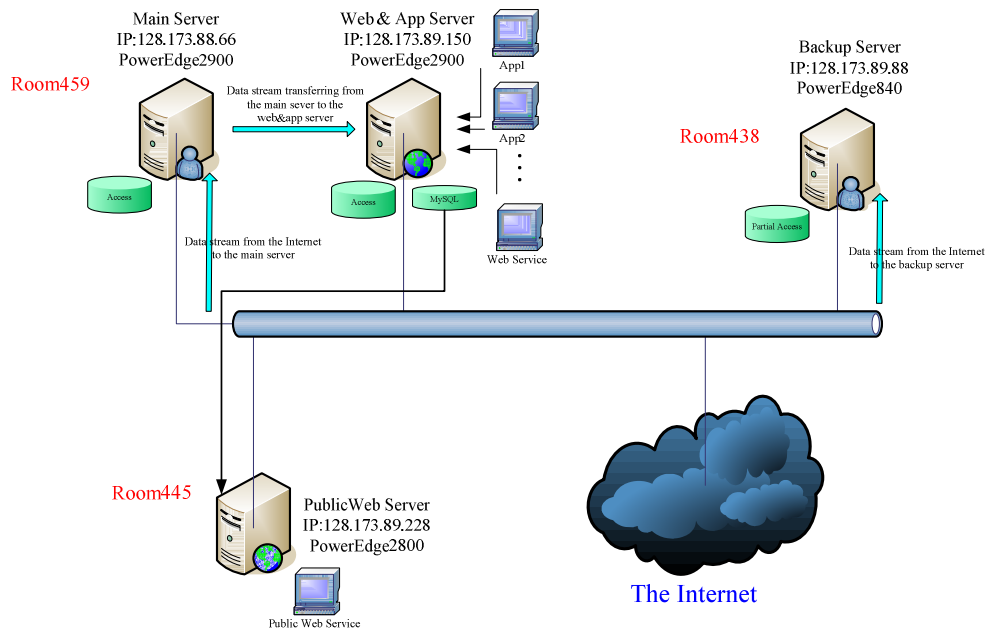 Main Server
IP:128.173.88.66
PowerEdge2900
Web & App Server
IP:128.173.89.150
PowerEdge2900
Backup Server
IP:128.173.89.88
PowerEdge840
Room459
Room438
Data stream transferring from
the main sever to the
web&app server
App1
App2
Web Service
Access
Access
MySQL
Partial Access
Data stream from the Internet
to the main server
Data stream from the Internet
to the backup server
Room445
PublicWeb Server
IP:128.173.89.228
PowerEdge2800
Public Web Service
The Internet